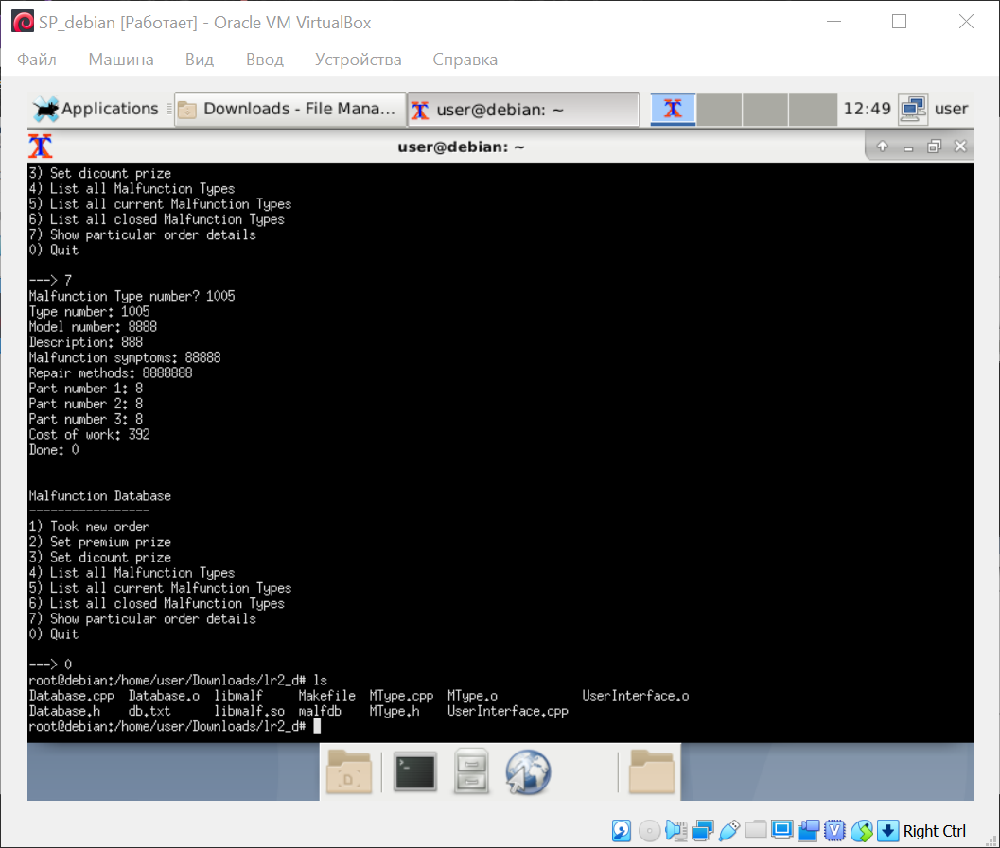 SP_debian [Работает] - Oracle VM VirtualBox
Файл Машина Вид Ввод Устройства Справка
Applications Downloads - File Mana... user@debian: ~ 12:49 user
user@debian: ~
3) Set dicount prize
4) List all Malfunction Types
5) List all current Malfunction Types
6) List all closed Malfunction Types
7) Show particular order details
0) Quit
---> 7
Malfunction Type number? 1005
Type number: 1005
Model number: 8888
Description: 888
Malfunction symptoms: 88888
Repair methods: 8888888
Part number 1: 8
Part number 2: 8
Part number 3: 8
Cost of work: 392
Done: 0
Malfunction Database
-----------------
1) Took new order
2) Set premium prize
3) Set dicount prize
4) List all Malfunction Types
5) List all current Malfunction Types
6) List all closed Malfunction Types
7) Show particular order details
0) Quit
---> 0
root@debian:/home/user/Downloads/lr2_d# ls
Database.cpp Database.o libmalf Makefile MType.cpp MType.o UserInterface.o
Database.h db.txt libmalf.so malfdb MType.h UserInterface.cpp
root@debian:/home/user/Downloads/lr2_d#
Right Ctrl